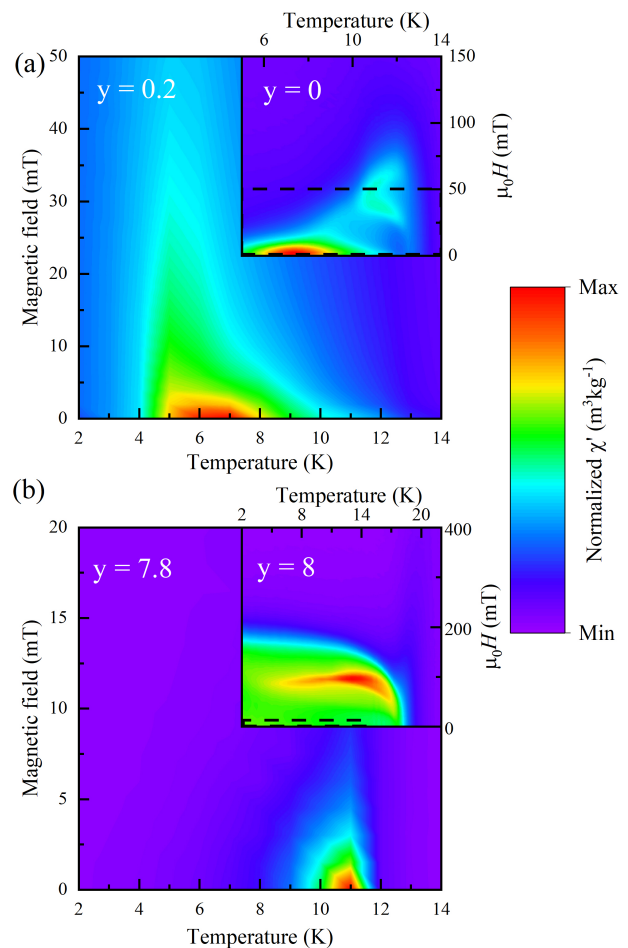 Temperature (K)
6 10 14
(a)
50
40
30
20
10
0
Magnetic field (mT)
y = 0.2
y = 0
150
100
50
0
μ₀H (mT)
2 4 6 8 10 12 14
Temperature (K)
Max
Min
Normalized χ' (m³kg⁻¹)
(b)
Temperature (K)
2 8 14 20
20
15
10
5
0
Magnetic field (mT)
y = 7.8
y = 8
400
200
0
μ₀H (mT)
2 4 6 8 10 12 14
Temperature (K)